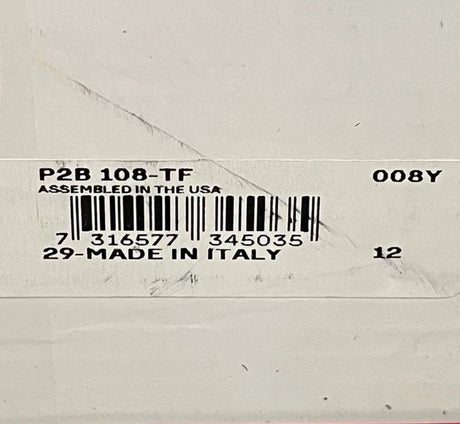 P2B 108-TF 008Y
ASSEMBLED IN THE USA
7 316577 345035
29-MADE IN ITALY 12